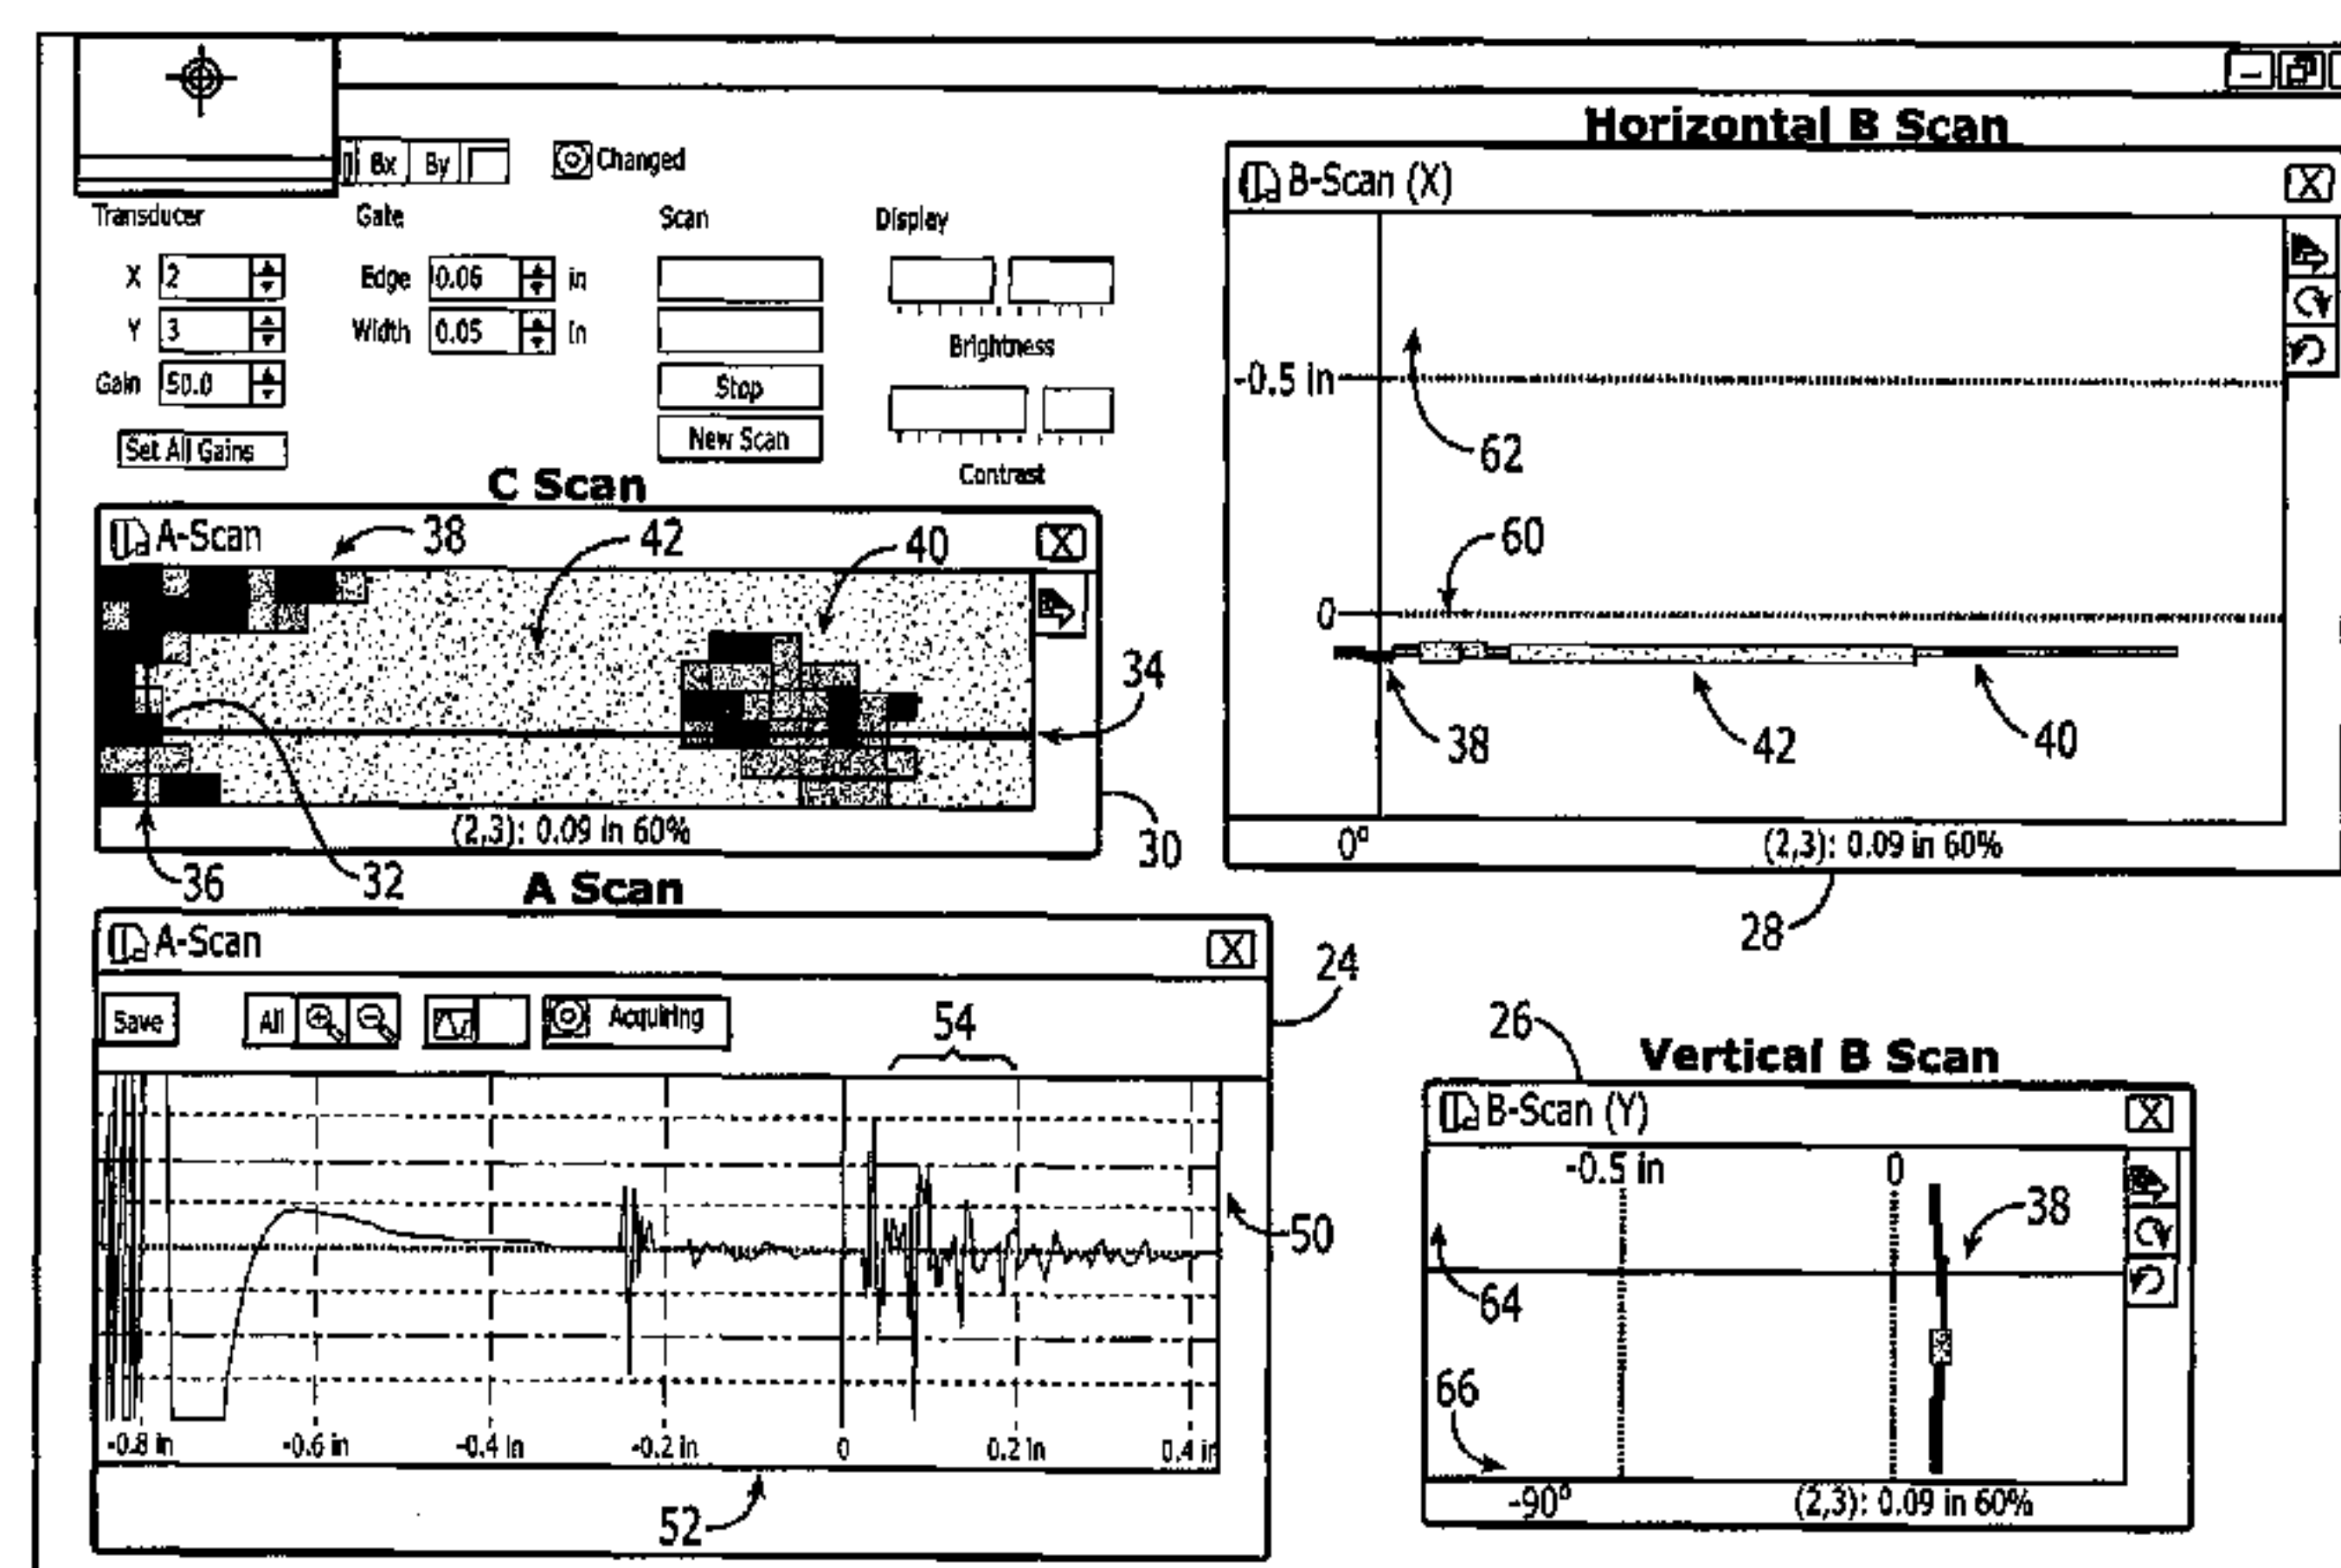 Bx By Changed
Transducer Gate Scan Display
X 2 Edge 0.06 in
Y 3 Width 0.05 in
Brightness
Gain 50.0 Stop
Set All Gains New Scan
Contrast
C Scan
A-Scan 38 42 40
34
(2,3): 0.09 in 60%
36 32 30
Horizontal B Scan
B-Scan (X)
-0.5 in
62
60
0
38 42 40
0° (2,3): 0.09 in 60%
28
A Scan
A-Scan
24
Save All Acquiring
54
50
-0.8 in -0.6 in -0.4 in -0.2 in 0 0.2 in 0.4 in
52
26
Vertical B Scan
B-Scan (Y)
-0.5 in 0
38
64
66
-90° (2,3): 0.09 in 60%